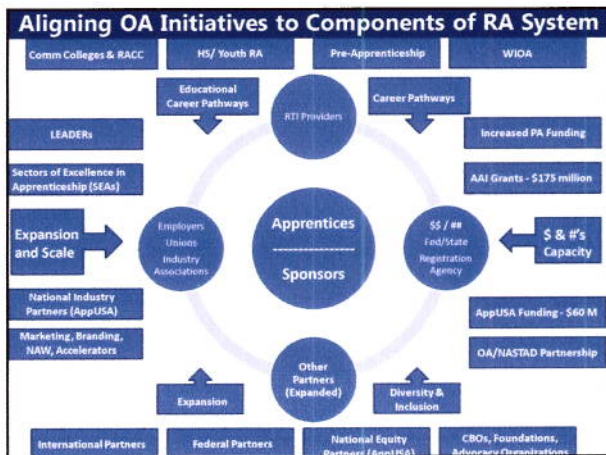 Aligning OA Initiatives to Components of RA System
Comm Colleges & RACC
HS/ Youth RA
Pre-Apprenticeship
WIOA
Educational
Career Pathways
RTI Providers
Career Pathways
LEADERs
Increased PA Funding
Sectors of Excellence in
Apprenticeship (SEAs)
AAI Grants - $175 million
Expansion
and Scale
Employers
Unions
Industry
Associations
Apprentices
Sponsors
$$ / ##
Fed/State
Registration
Agency
$ & #'s
Capacity
National Industry
Partners (AppUSA)
AppUSA Funding - $60 M
Marketing, Branding,
NAW, Accelerators
OA/NASTAD Partnership
Other
Partners
(Expanded)
Expansion
Diversity &
Inclusion
International Partners
Federal Partners
National Equity
Partners (AppUSA)
CBOs, Foundations,
Advocacy Organizations